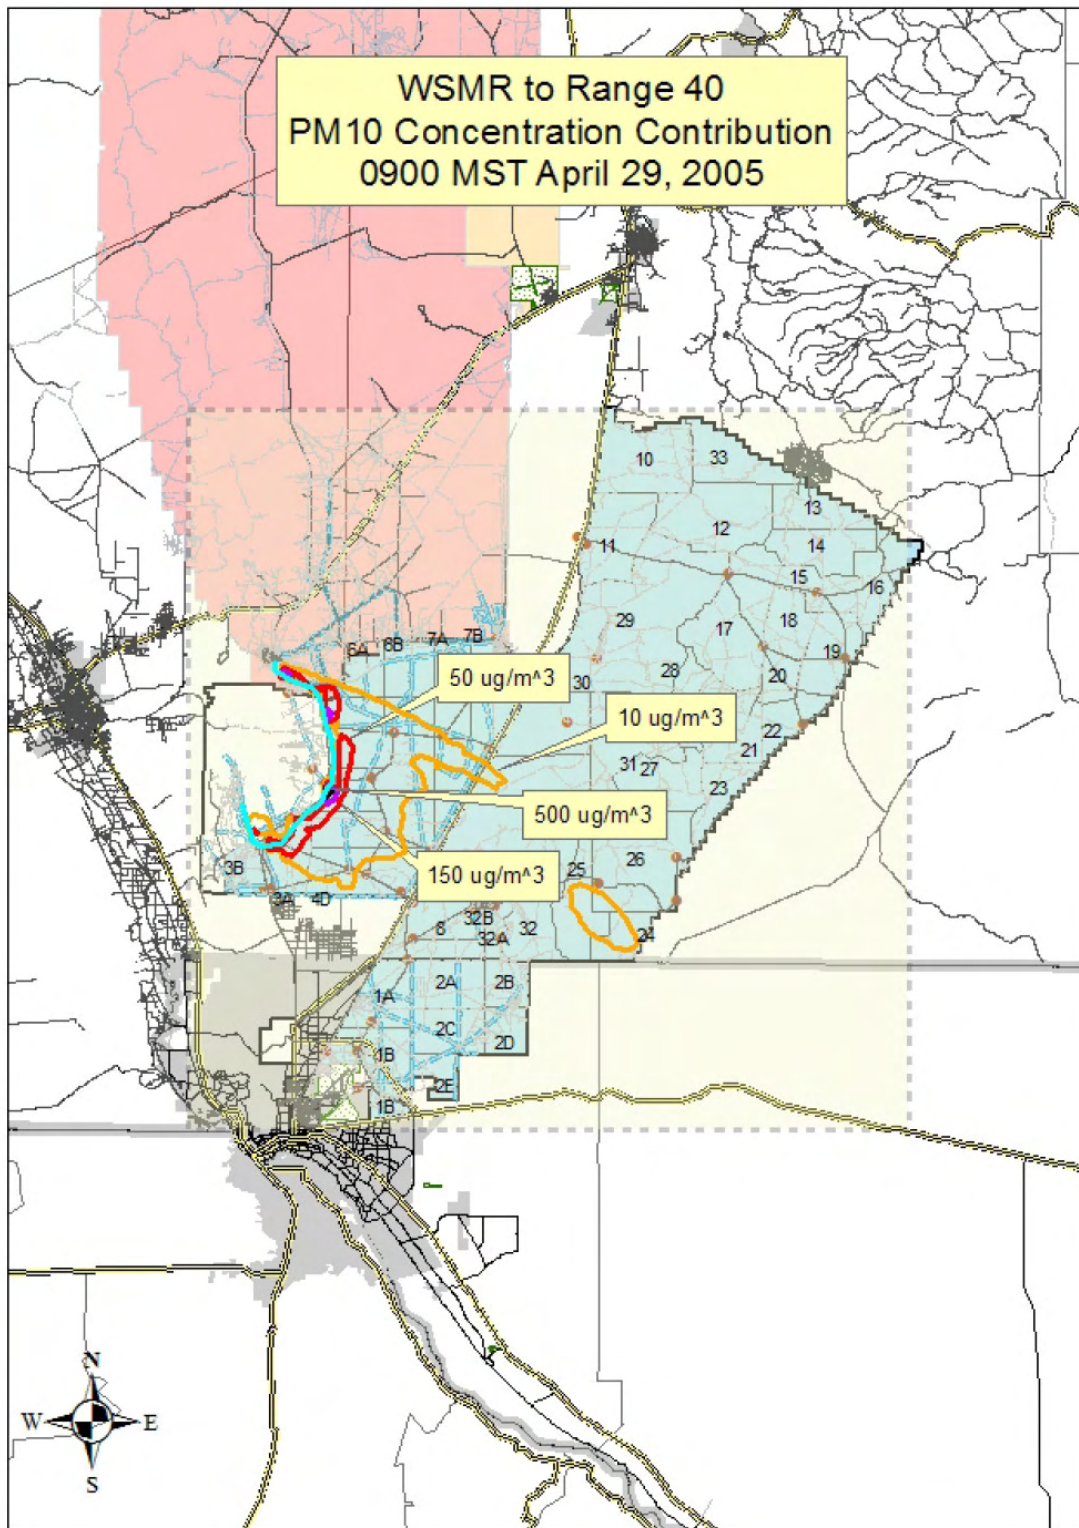 WSMR to Range 40
PM10 Concentration Contribution
0900 MST April 29, 2005
10
33
13
12
11
14
15
16
29
17
18
6A
6B
7A
7B
19
28
50 ug/m^3
30
20
10 ug/m^3
22
21
31
27
23
500 ug/m^3
26
3B
150 ug/m^3
25
3A
4D
32B
8
32
24
32A
2A
2B
1A
2C
2D
1B
2E
1B
N
W
E
S